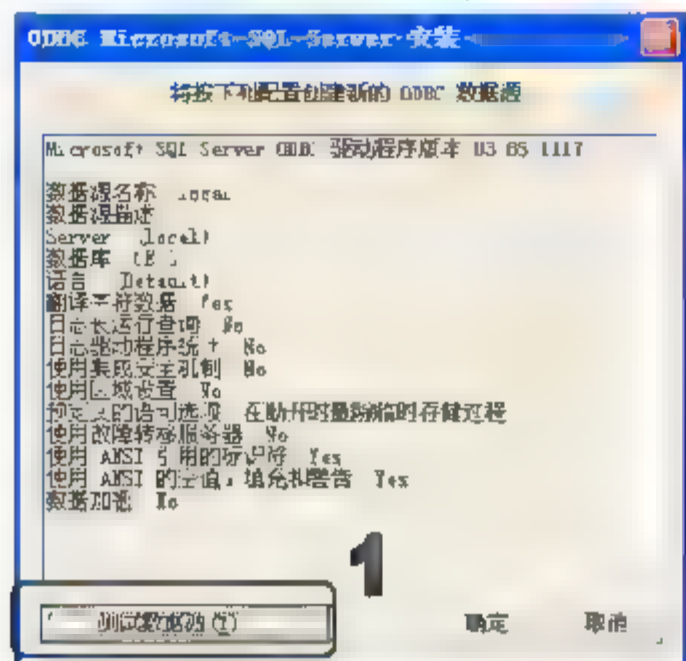 ODBC Microsoft SQL Server 安装
将按下列配置创建新的 ODBC 数据源
Microsoft SQL Server ODBC 驱动程序版本 03 85 1117
数据源名称 local
数据源描述
Server (local)
数据库
语言 (Default)
翻译字符数据 Yes
日志长运行查询 No
日志驱动程序统计 No
使用集成安全机制 No
使用区域设置 No
预定义的语句选项 在断开时删除临时存储过程
使用故障转移服务器 No
使用 ANSI 引用的标识符 Yes
使用 ANSI 的空值，填充和警告 Yes
数据加密 No
1
测试数据源 (T)
确定
取消